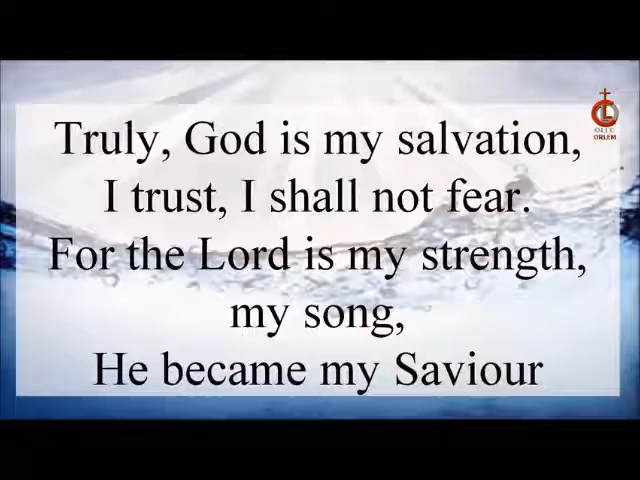 Truly, God is my salvation,
I trust, I shall not fear.
For the Lord is my strength,
my song,
He became my Saviour
ORLEM